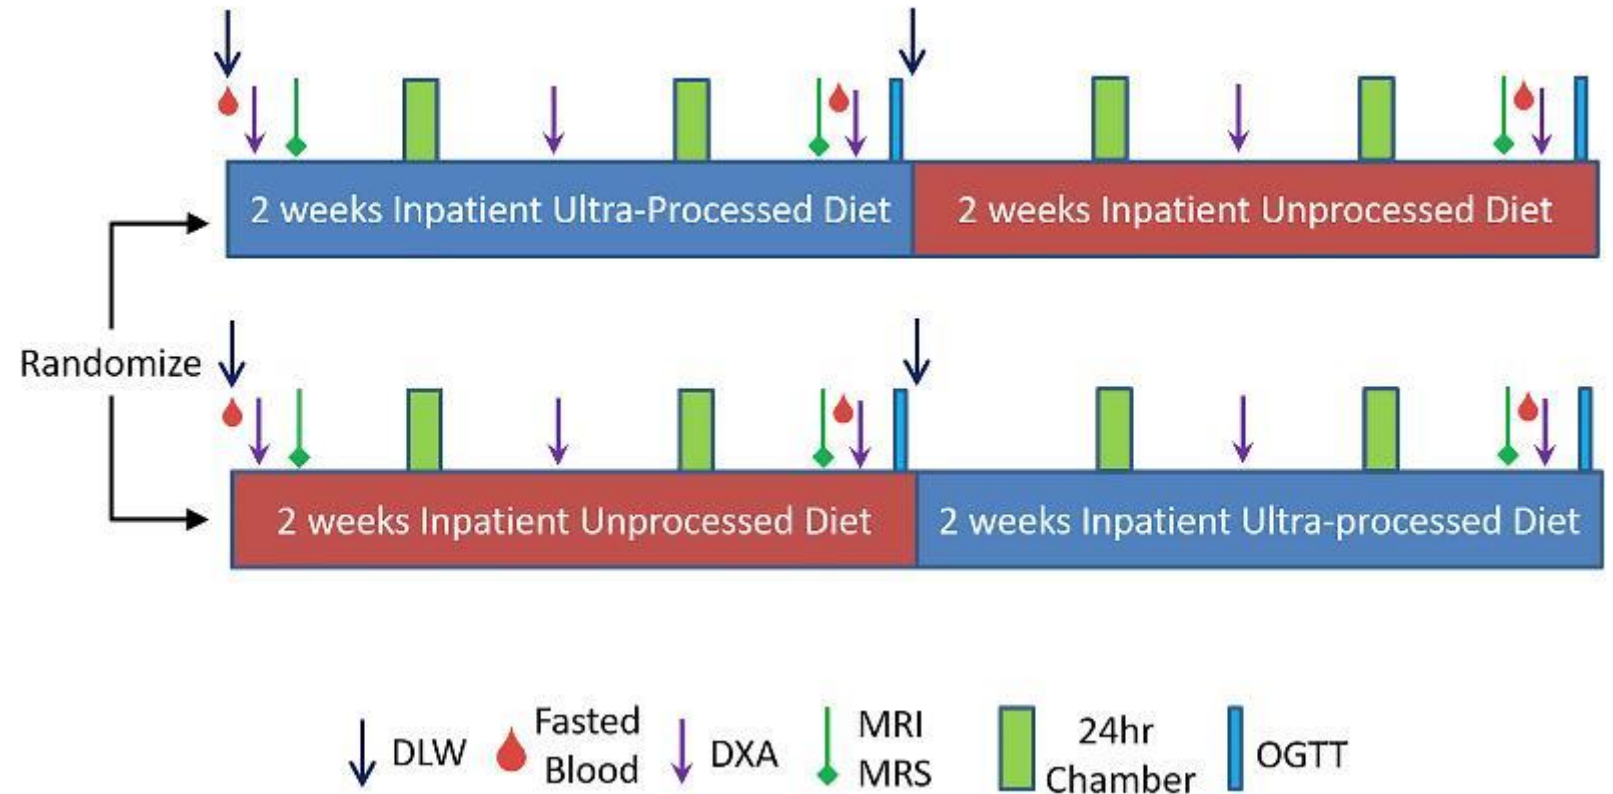 2 weeks Inpatient Ultra-Processed Diet
2 weeks Inpatient Unprocessed Diet
Randomize
2 weeks Inpatient Unprocessed Diet
2 weeks Inpatient Ultra-processed Diet
DLW
Fasted
Blood
DXA
MRI
MRS
24hr
Chamber
OGTT